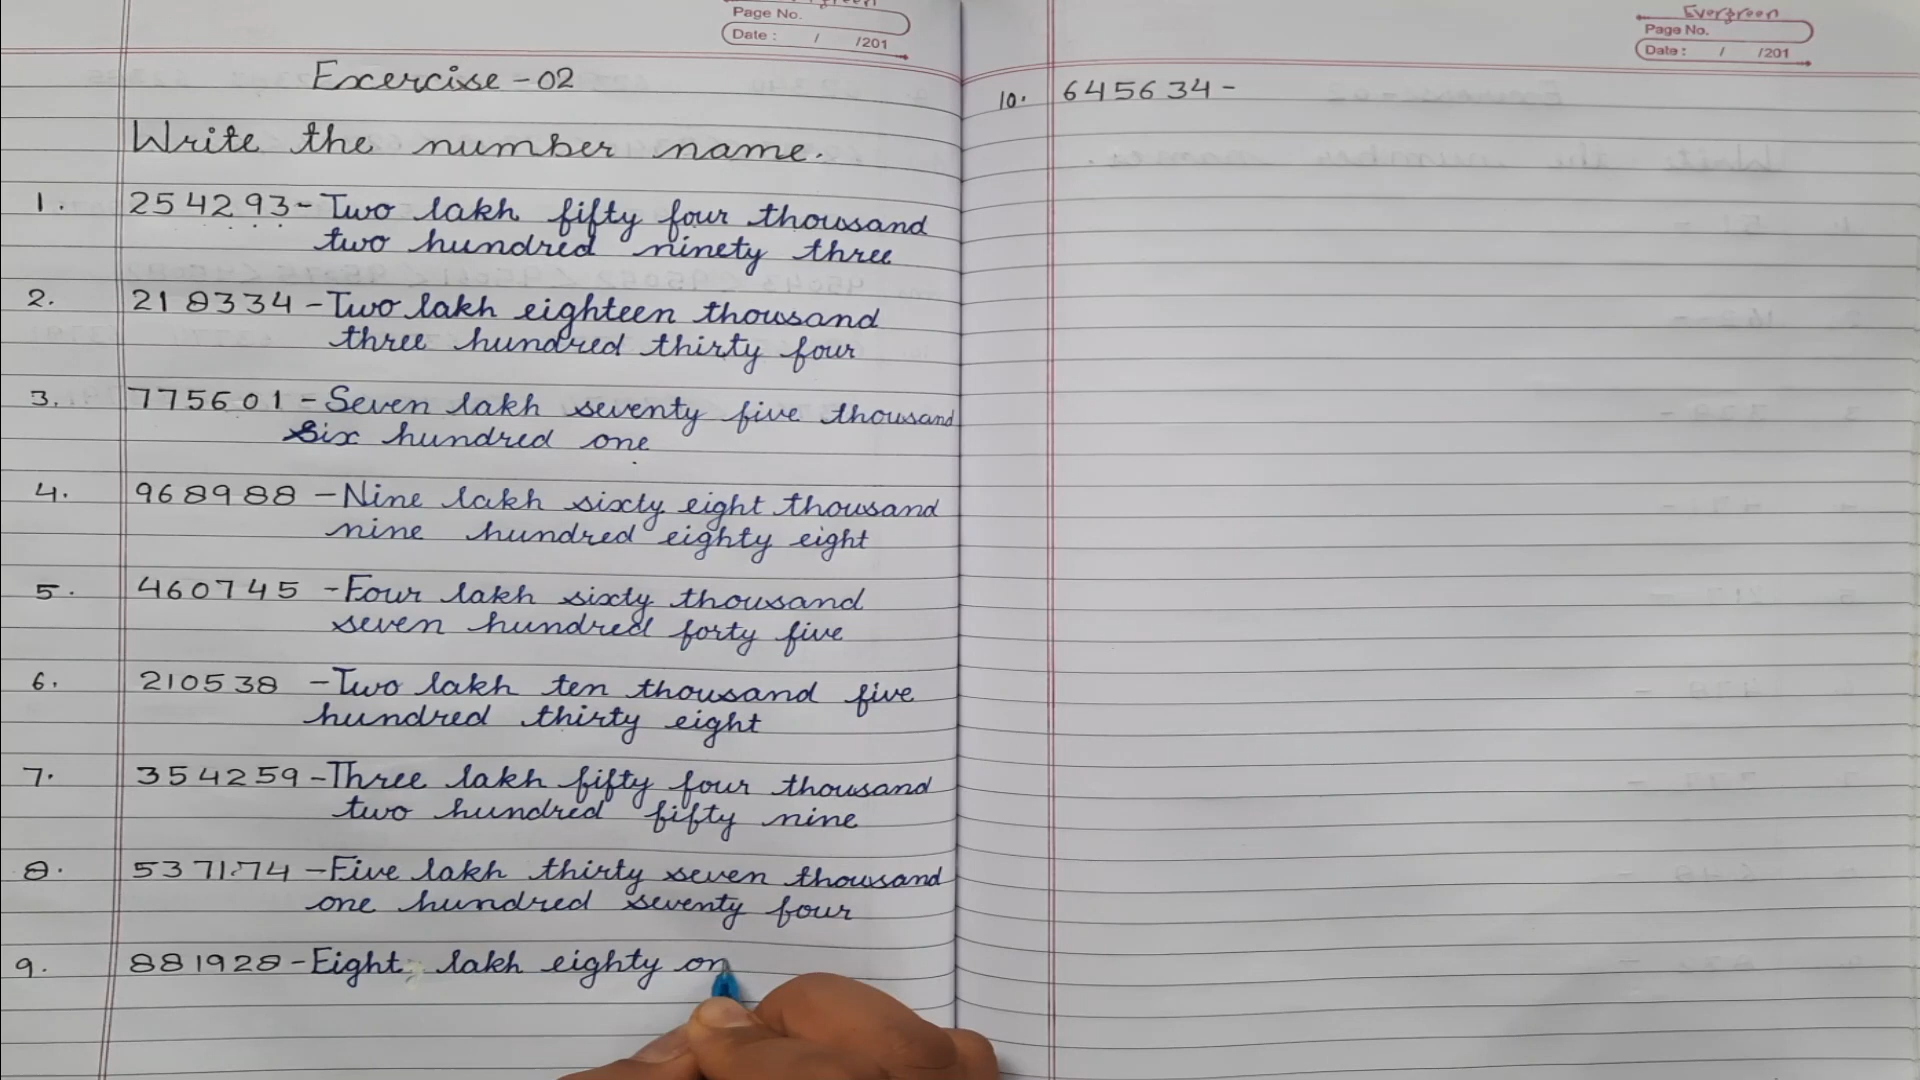 Page No.
Date : / /201
Excercise - 02
Write the number name.
1. 254293 - Two lakh fifty four thousand
two hundred ninety three
2. 218334 - Two lakh eighteen thousand
three hundred thirty four
3. 775601 - Seven lakh seventy five thousand
six hundred one
4. 968988 - Nine lakh sixty eight thousand
nine hundred eighty eight
5. 460745 - Four lakh sixty thousand
seven hundred forty five
6. 210538 - Two lakh ten thousand five
hundred thirty eight
7. 354259 - Three lakh fifty four thousand
two hundred fifty nine
8. 537174 - Five lakh thirty seven thousand
one hundred seventy four
9. 881928 - Eight lakh eighty on
Evergreen
Page No.
Date : / /201
10. 645634 -